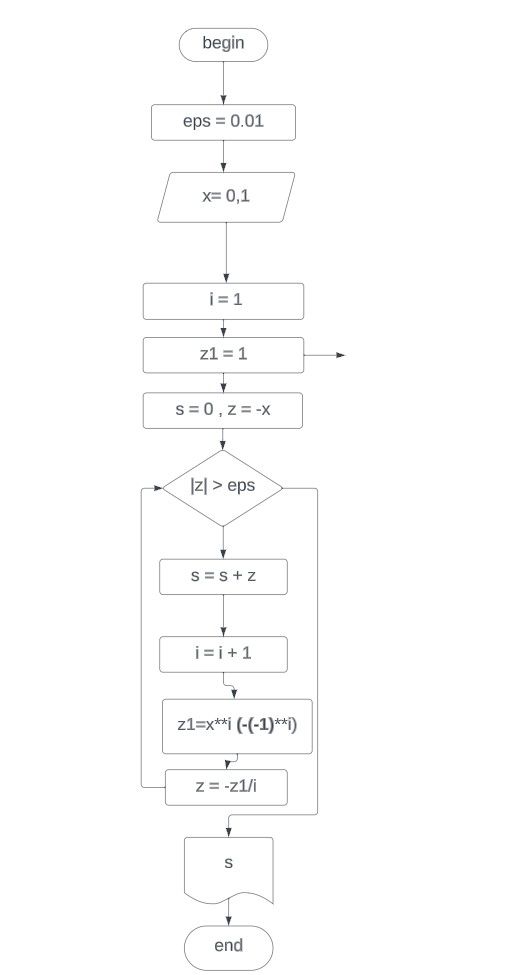 begin
eps = 0.01
x= 0,1
i = 1
z1 = 1
s = 0 , z = -x
|z| > eps
s = s + z
i = i + 1
z1=x**i (-(-1)**i)
z = -z1/i
s
end